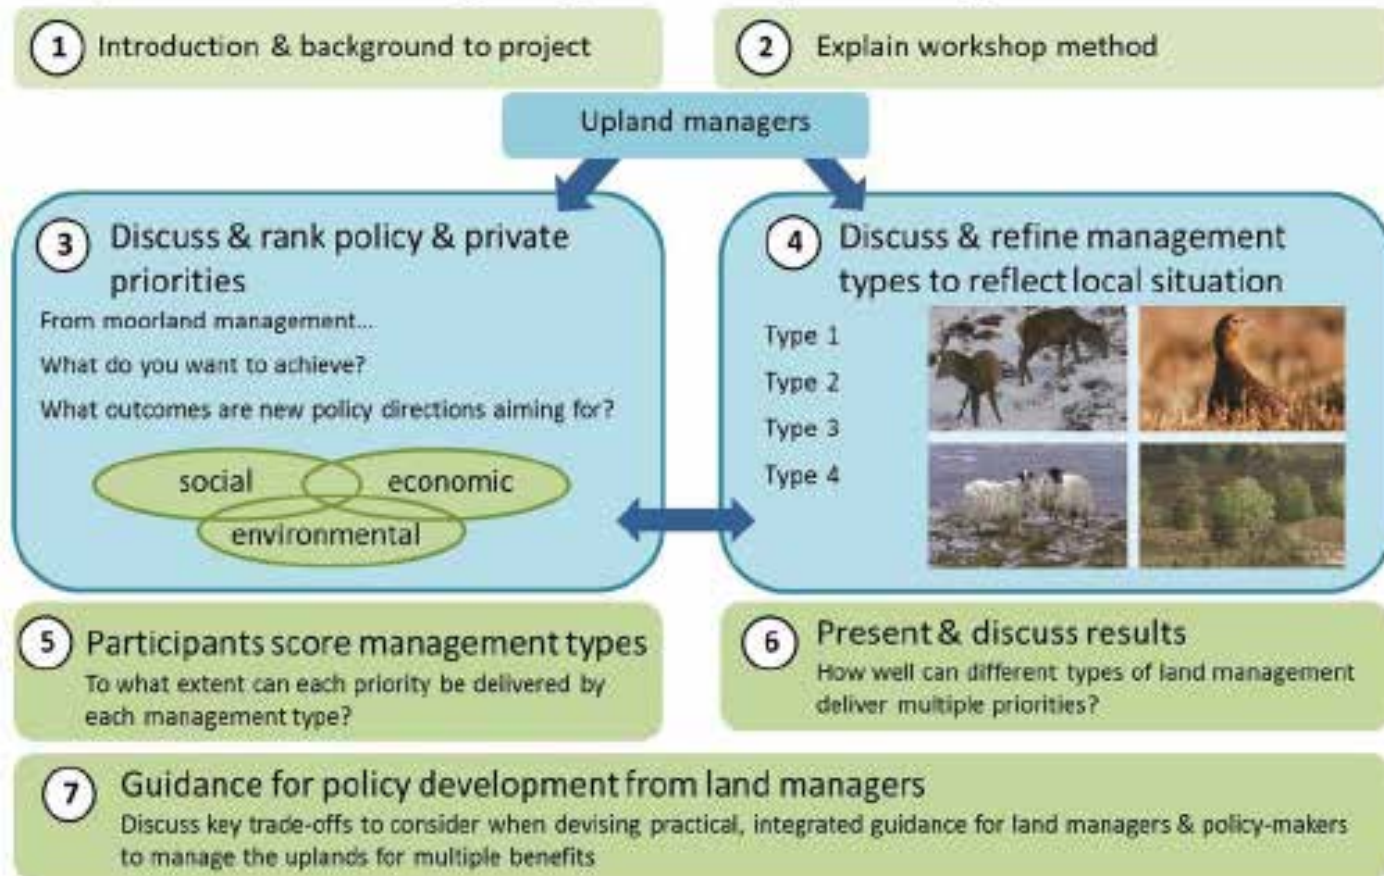 1 Introduction & background to project
2 Explain workshop method
Upland managers
3 Discuss & rank policy & private
priorities
From moorland management...
What do you want to achieve?
What outcomes are new policy directions aiming for?
social
economic
environmental
4 Discuss & refine management
types to reflect local situation
Type 1
Type 2
Type 3
Type 4
5 Participants score management types
To what extent can each priority be delivered by
each management type?
6 Present & discuss results
How well can different types of land management
deliver multiple priorities?
7 Guidance for policy development from land managers
Discuss key trade-offs to consider when devising practical, integrated guidance for land managers & policy-makers
to manage the uplands for multiple benefits